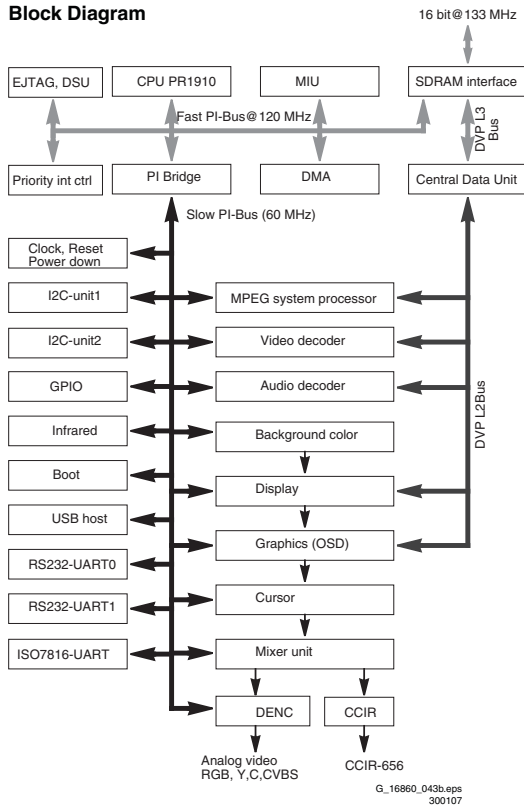 Block Diagram
16 bit@133 MHz
EJTAG, DSU
CPU PR1910
MIU
SDRAM interface
Fast PI-Bus@120 MHz
DVP L3
Bus
Priority int ctrl
PI Bridge
DMA
Central Data Unit
Slow PI-Bus (60 MHz)
Clock, Reset
Power down
I2C-unit1
MPEG system processor
I2C-unit2
Video decoder
GPIO
Audio decoder
DVP L2Bus
Infrared
Background color
Boot
Display
USB host
Graphics (OSD)
RS232-UART0
Cursor
RS232-UART1
ISO7816-UART
Mixer unit
DENC
CCIR
Analog video
RGB, Y,C,CVBS
CCIR-656
G_16860_043b.eps
300107